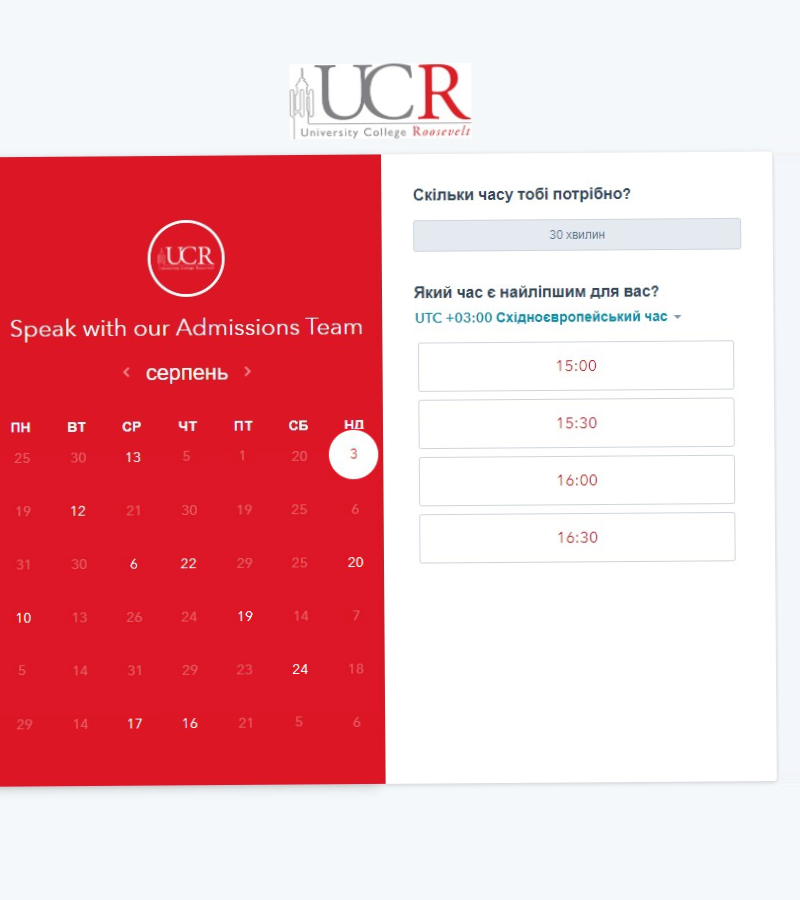 UCR
University College Roosevelt
UCR
University College Roosevelt
Speak with our Admissions Team
серпень
ПН ВТ СР ЧТ ПТ СБ НД
25 30 13 5 1 20 3
19 12 21 30 19 25 6
31 30 6 22 29 25 20
10 13 26 24 19 14 7
5 14 31 29 23 24 18
29 14 17 16 21 5 6
Скільки часу тобі потрібно?
30 хвилин
Який час є найліпшим для вас?
UTC +03:00 Східноєвропейський час
15:00
15:30
16:00
16:30